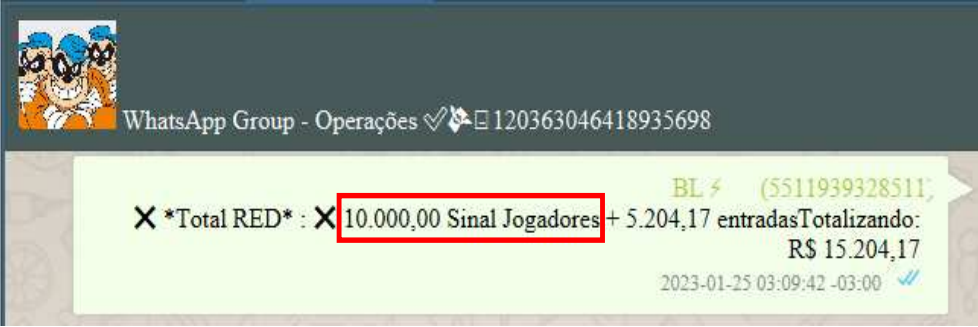 WhatsApp Group - Operações ✅💸 120363046418935698
BL ⚡ (5511939328511)
❌ *Total RED* : ❌ 10.000,00 Sinal Jogadores + 5.204,17 entradasTotalizando:
R$ 15.204,17
2023-01-25 03:09:42 -03:00